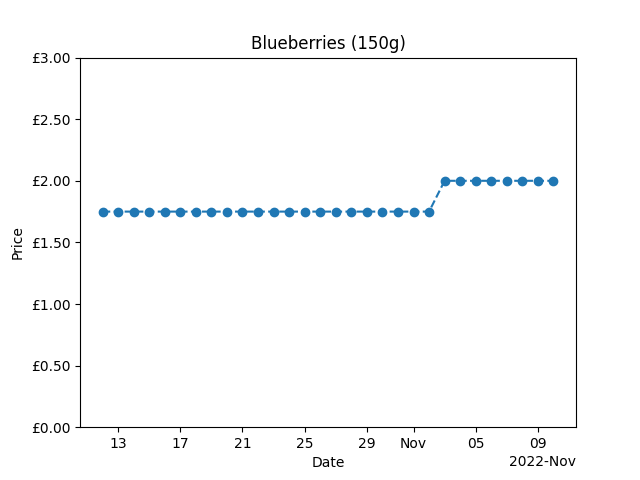 Blueberries (150g)
£3.00
£2.50
£2.00
£1.50
£1.00
£0.50
£0.00
Price
13 17 21 25 29 Nov 05 09
Date
2022-Nov